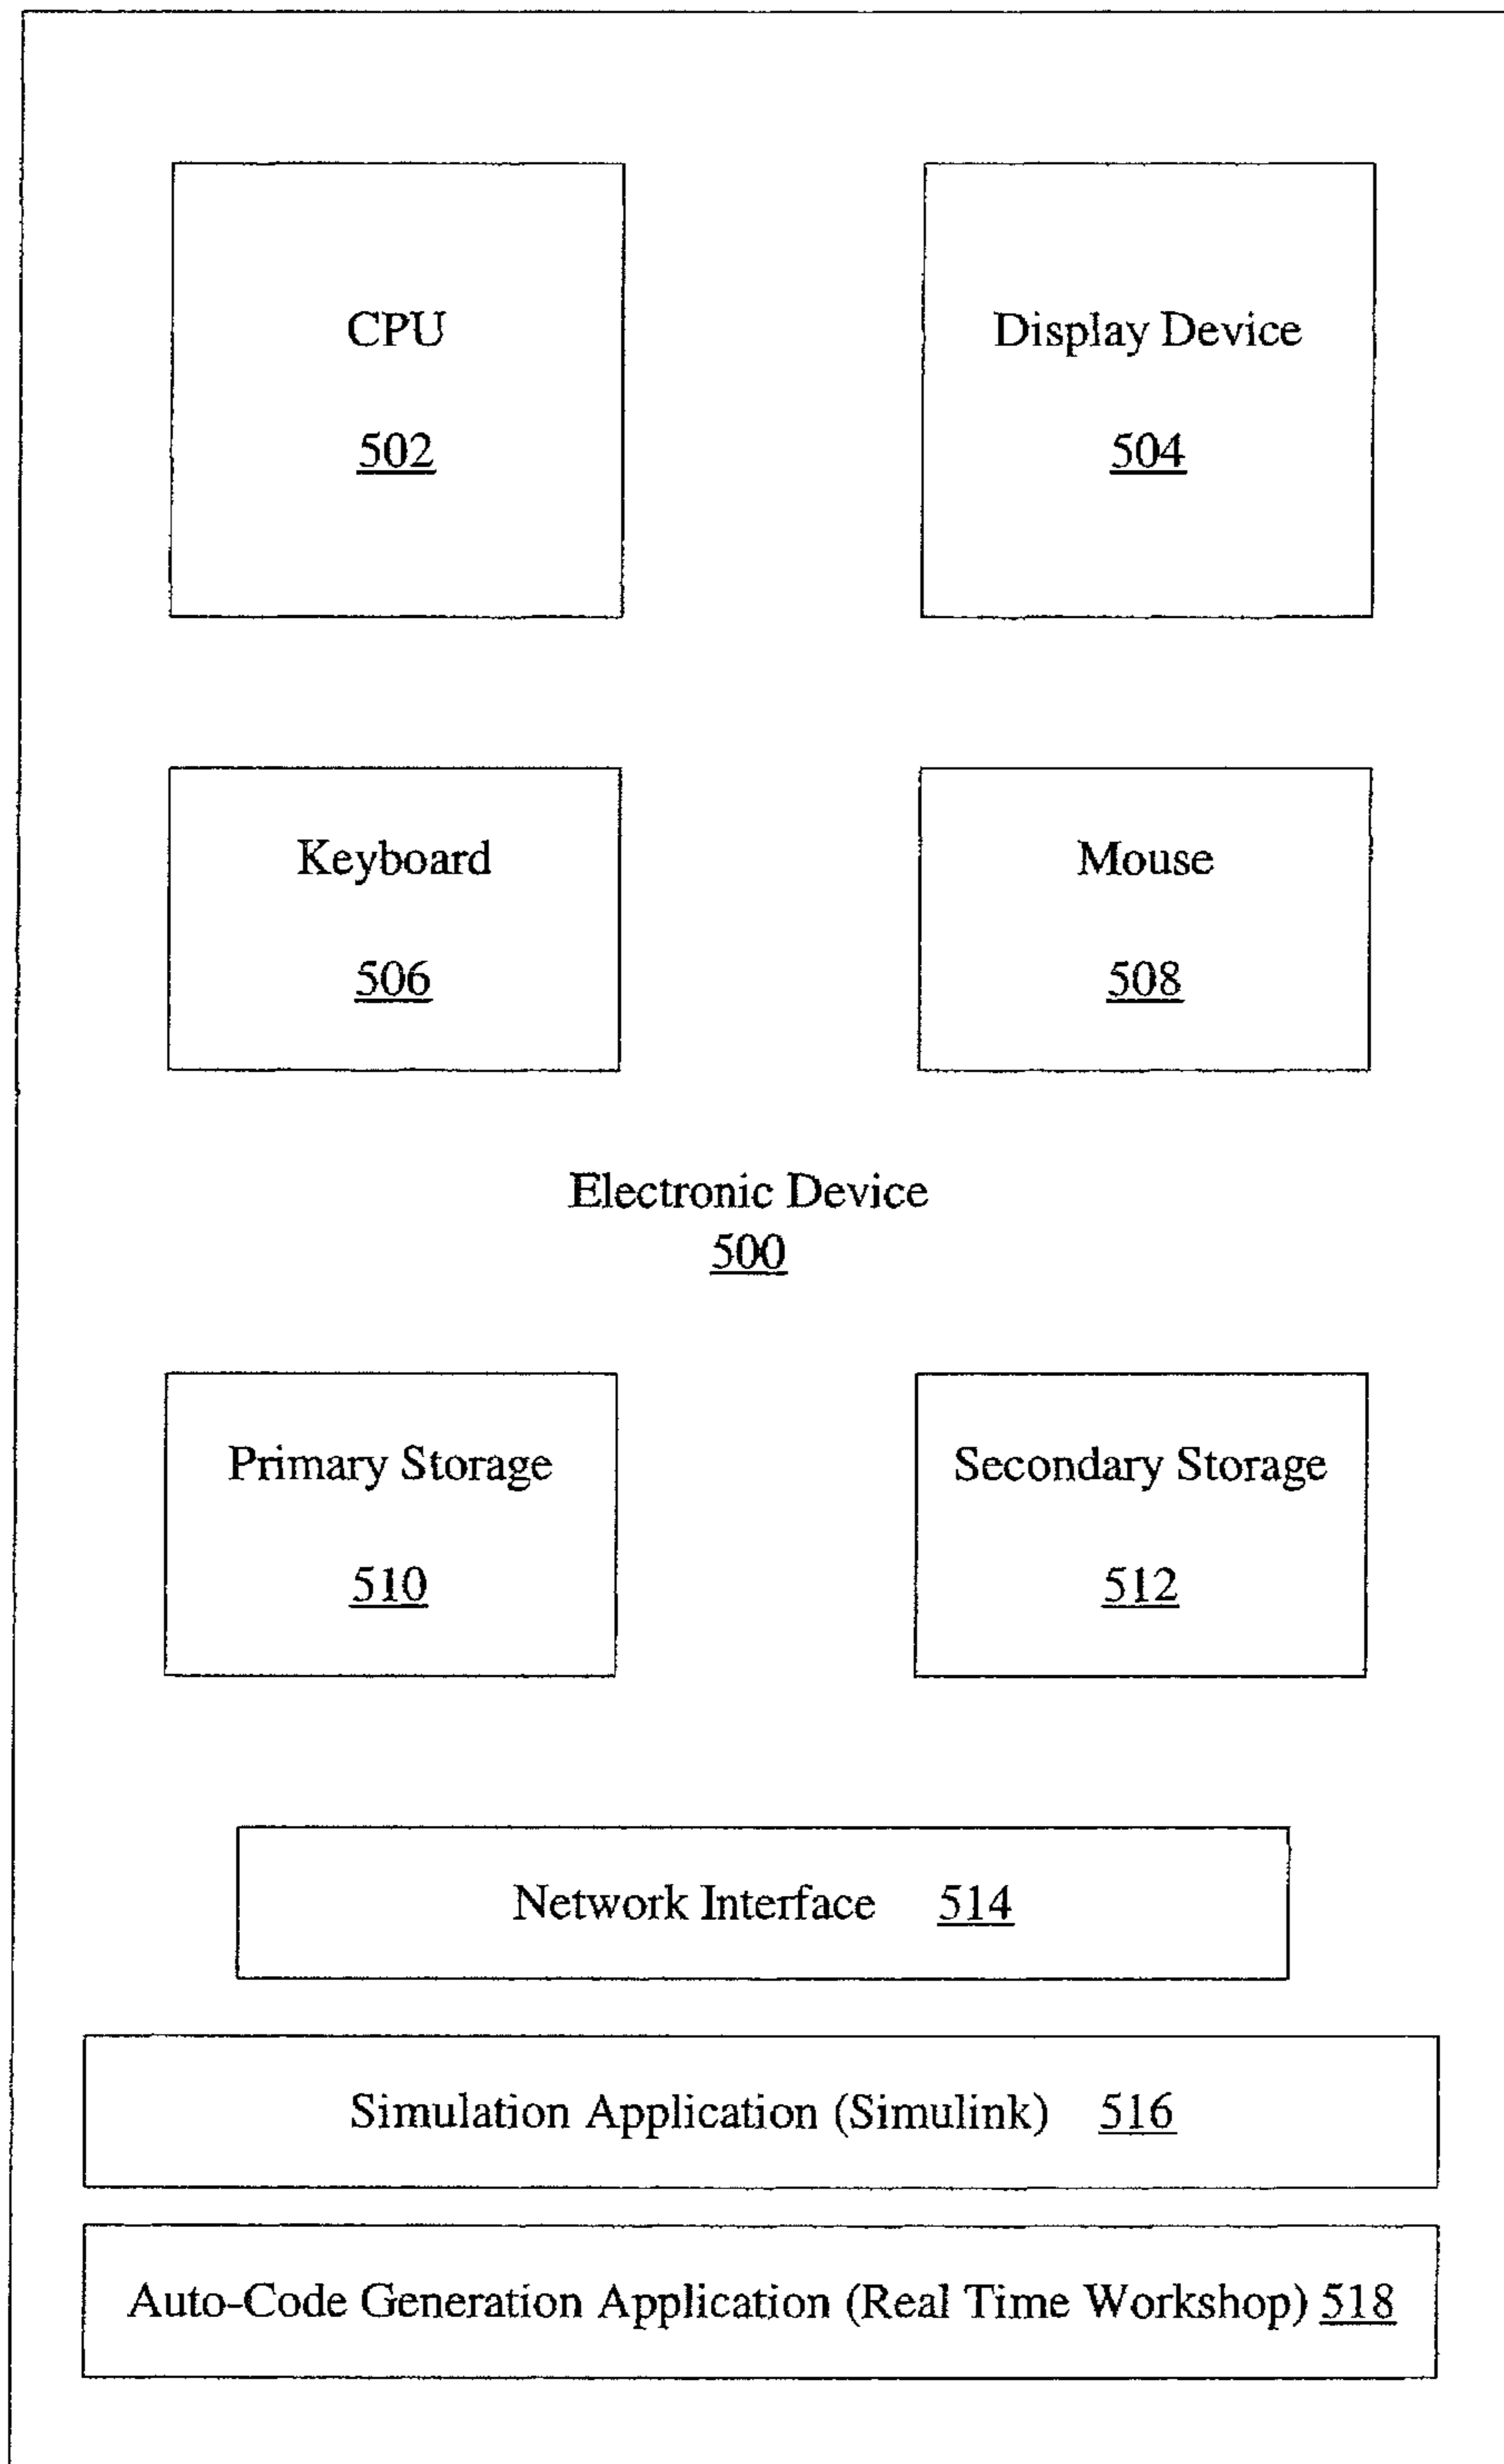 CPU
502
Display Device
504
Keyboard
506
Mouse
508
Electronic Device
500
Primary Storage
510
Secondary Storage
512
Network Interface 514
Simulation Application (Simulink) 516
Auto-Code Generation Application (Real Time Workshop) 518